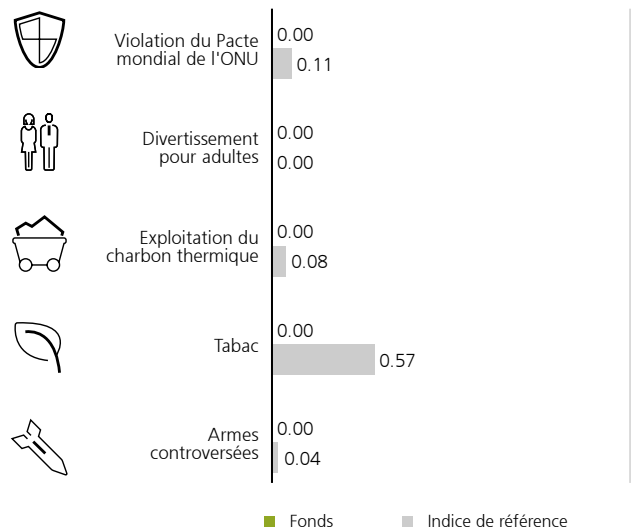 Violation du Pacte
mondial de l'ONU
0.00
0.11
Divertissement
pour adultes
0.00
0.00
Exploitation du
charbon thermique
0.00
0.08
Tabac
0.00
0.57
Armes
controversées
0.00
0.04
Fonds
Indice de référence